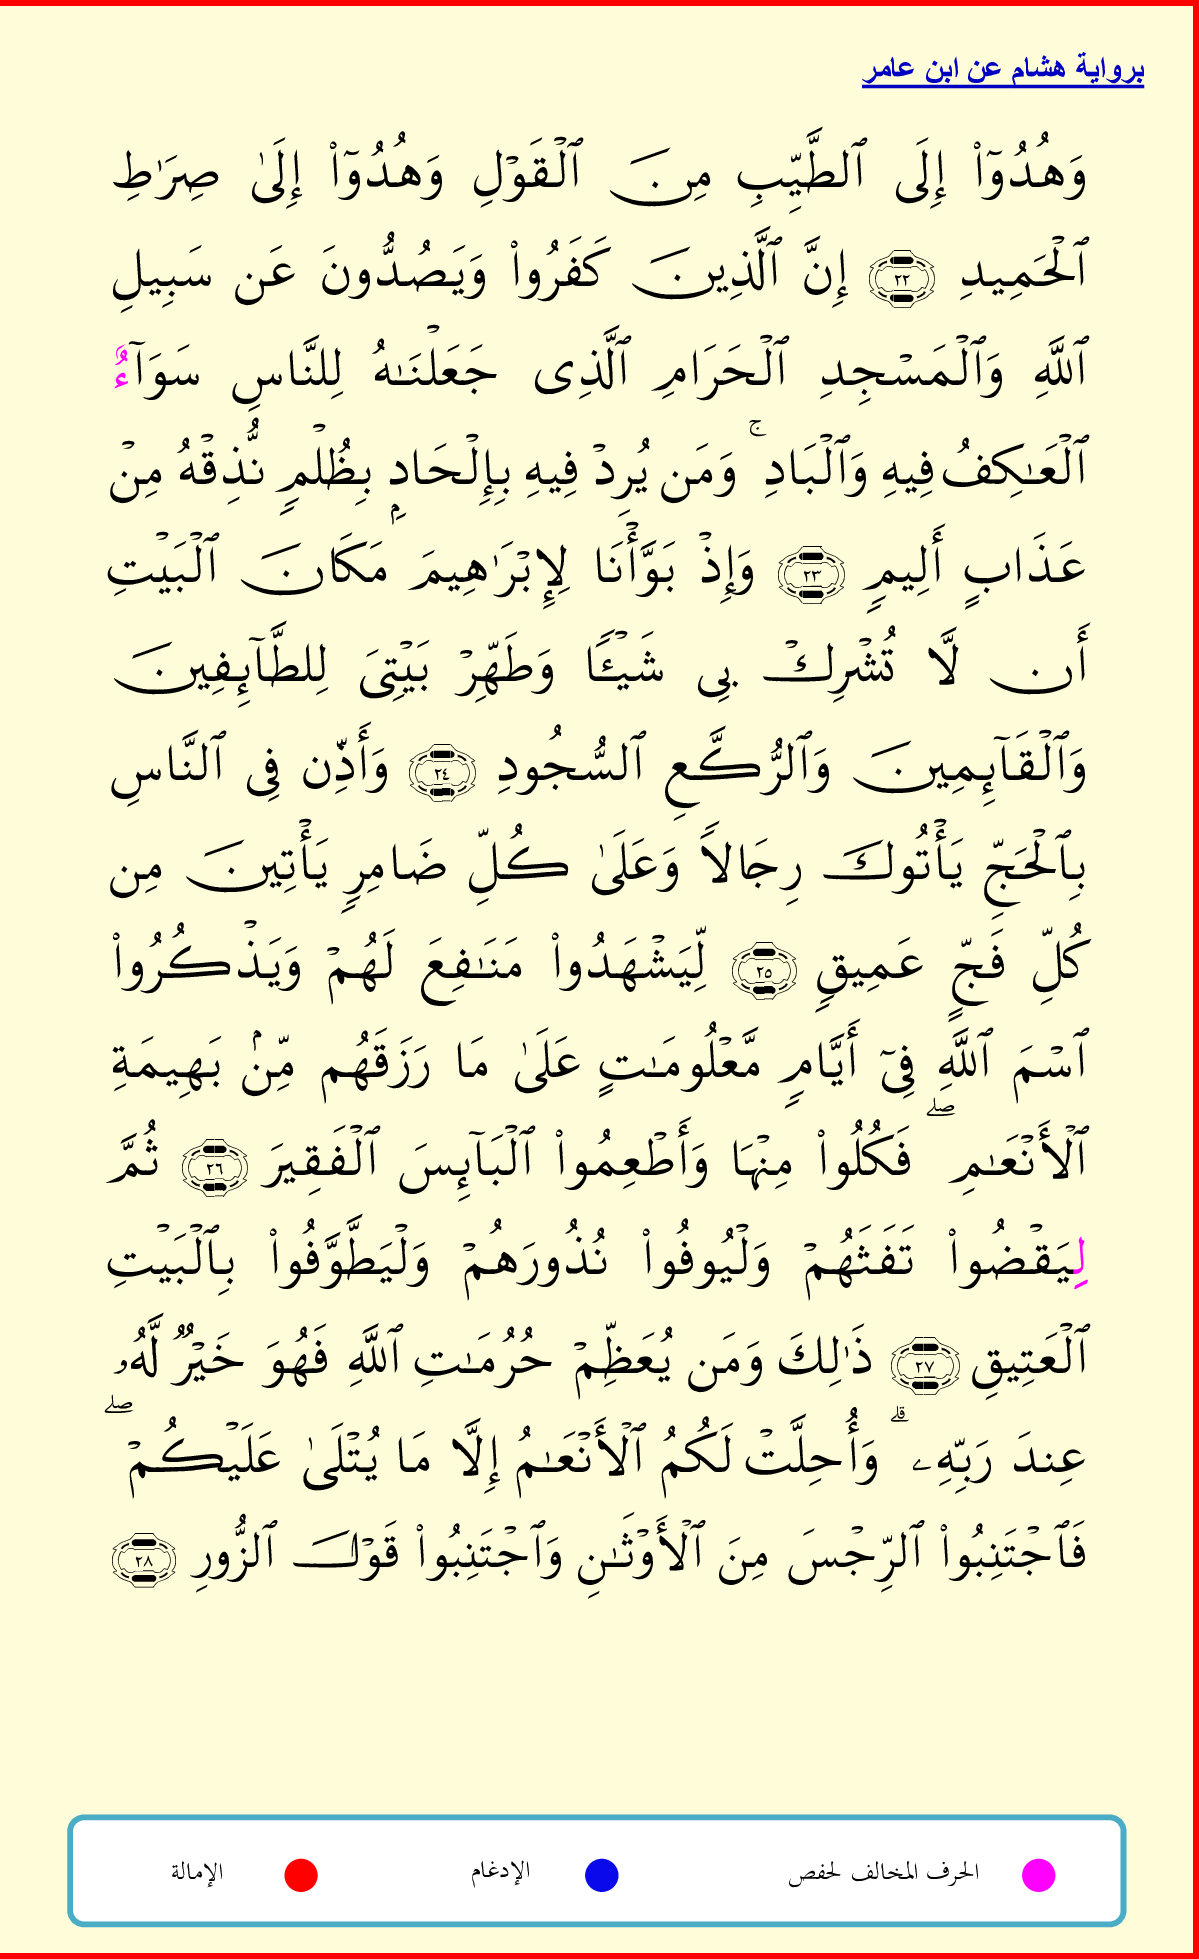 برواية هشام عن ابن عامر
وَهُدُوٓاْ إِلَى ٱلطَّيِّبِ مِنَ ٱلۡقَوۡلِ وَهُدُوٓاْ إِلَىٰ صِرَٰطِ
ٱلۡحَمِيدِ ٢٢ إِنَّ ٱلَّذِينَ كَفَرُواْ وَيَصُدُّونَ عَن سَبِيلِ
ٱللَّهِ وَٱلۡمَسۡجِدِ ٱلۡحَرَامِ ٱلَّذِى جَعَلۡنَٰهُ لِلنَّاسِ سَوَآءٌ
ٱلۡعَٰكِفُ فِيهِ وَٱلۡبَادِۚ وَمَن يُرِدۡ فِيهِ بِإِلۡحَادِۭ بِظُلۡمٍ نُّذِقۡهُ مِنۡ
عَذَابٍ أَلِيمٍ ٢٣ وَإِذۡ بَوَّأۡنَا لِإِبۡرَٰهِيمَ مَكَانَ ٱلۡبَيۡتِ
أَن لَّا تُشۡرِكۡ بِى شَيۡـًٔا وَطَهِّرۡ بَيۡتِىَ لِلطَّآئِفِينَ
وَٱلۡقَآئِمِينَ وَٱلرُّكَّعِ ٱلسُّجُودِ ٢٤ وَأَذِّن فِى ٱلنَّاسِ
بِٱلۡحَجِّ يَأۡتُوكَ رِجَالًا وَعَلَىٰ كُلِّ ضَامِرٍ يَأۡتِينَ مِن
كُلِّ فَجٍّ عَمِيقٍ ٢٥ لِّيَشۡهَدُواْ مَنَٰفِعَ لَهُمۡ وَيَذۡكُرُواْ
ٱسۡمَ ٱللَّهِ فِىٓ أَيَّامٍ مَّعۡلُومَٰتٍ عَلَىٰ مَا رَزَقَهُم مِّنۢ بَهِيمَةِ
ٱلۡأَنۡعَٰمِۖ فَكُلُواْ مِنۡهَا وَأَطۡعِمُواْ ٱلۡبَآئِسَ ٱلۡفَقِيرَ ٢٦ ثُمَّ
لِيَقۡضُواْ تَفَثَهُمۡ وَلۡيُوفُواْ نُذُورَهُمۡ وَلۡيَطَّوَّفُواْ بِٱلۡبَيۡتِ
ٱلۡعَتِيقِ ٢٧ ذَٰلِكَ وَمَن يُعَظِّمۡ حُرُمَٰتِ ٱللَّهِ فَهُوَ خَيۡرٌ لَّهُۥ
عِندَ رَبِّهِۦۗ وَأُحِلَّتۡ لَكُمُ ٱلۡأَنۡعَٰمُ إِلَّا مَا يُتۡلَىٰ عَلَيۡكُمۡۖ
فَٱجۡتَنِبُواْ ٱلرِّجۡسَ مِنَ ٱلۡأَوۡثَٰنِ وَٱجۡتَنِبُواْ قَوۡلَ ٱلزُّورِ ٢٨
الحرف المخالف لحفص الإدغام الإمالة